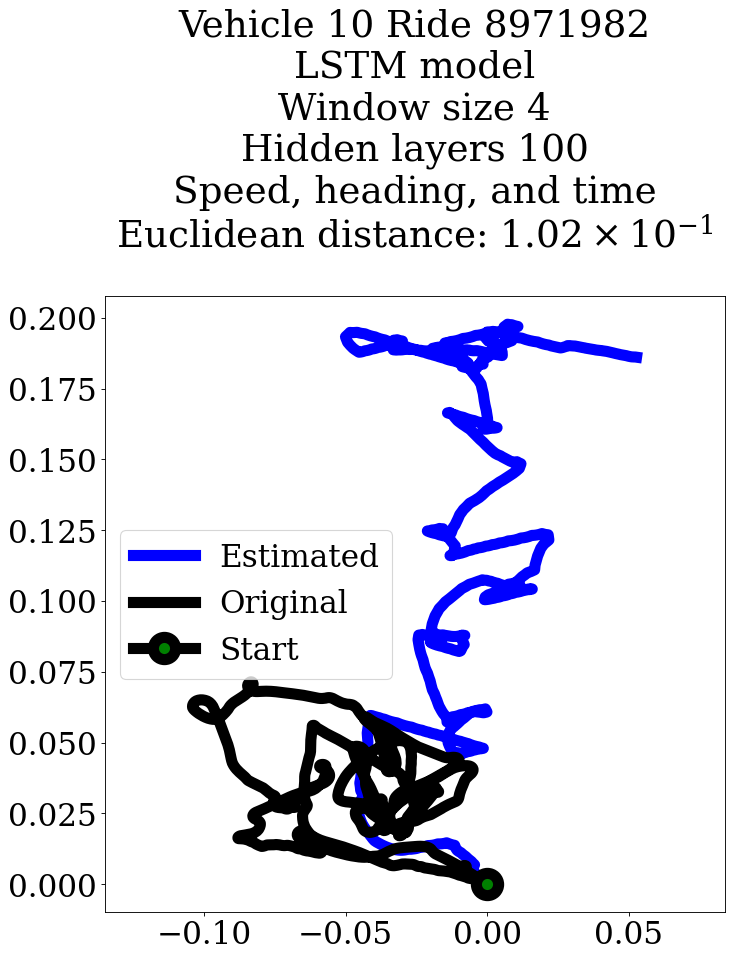 Vehicle 10 Ride 8971982
LSTM model
Window size 4
Hidden layers 100
Speed, heading, and time
Euclidean distance: 1.02 × 10⁻¹
0.200
0.175
0.150
0.125
0.100
0.075
0.050
0.025
0.000
Estimated
Original
Start
−0.10
−0.05
0.00
0.05